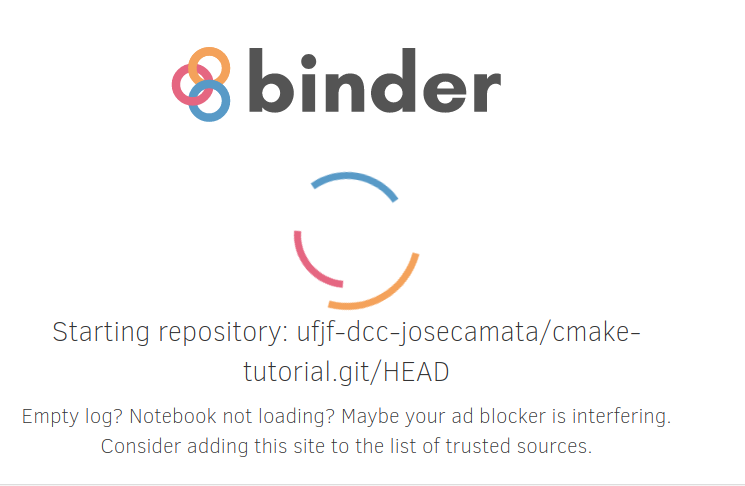 binder
Starting repository: ufjf-dcc-josecamata/cmake-
tutorial.git/HEAD
Empty log? Notebook not loading? Maybe your ad blocker is interfering.
Consider adding this site to the list of trusted sources.